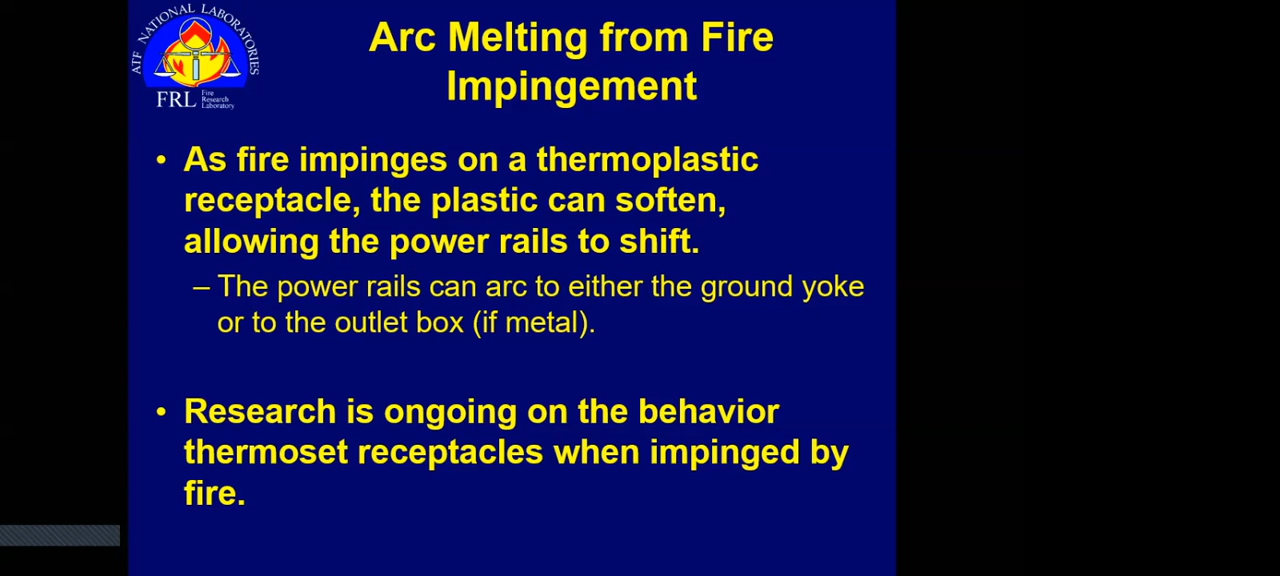 ATF NATIONAL LABORATORIES
FRL Fire
Research
Laboratory
Arc Melting from Fire
Impingement
• As fire impinges on a thermoplastic
receptacle, the plastic can soften,
allowing the power rails to shift.
– The power rails can arc to either the ground yoke
or to the outlet box (if metal).
• Research is ongoing on the behavior
thermoset receptacles when impinged by
fire.